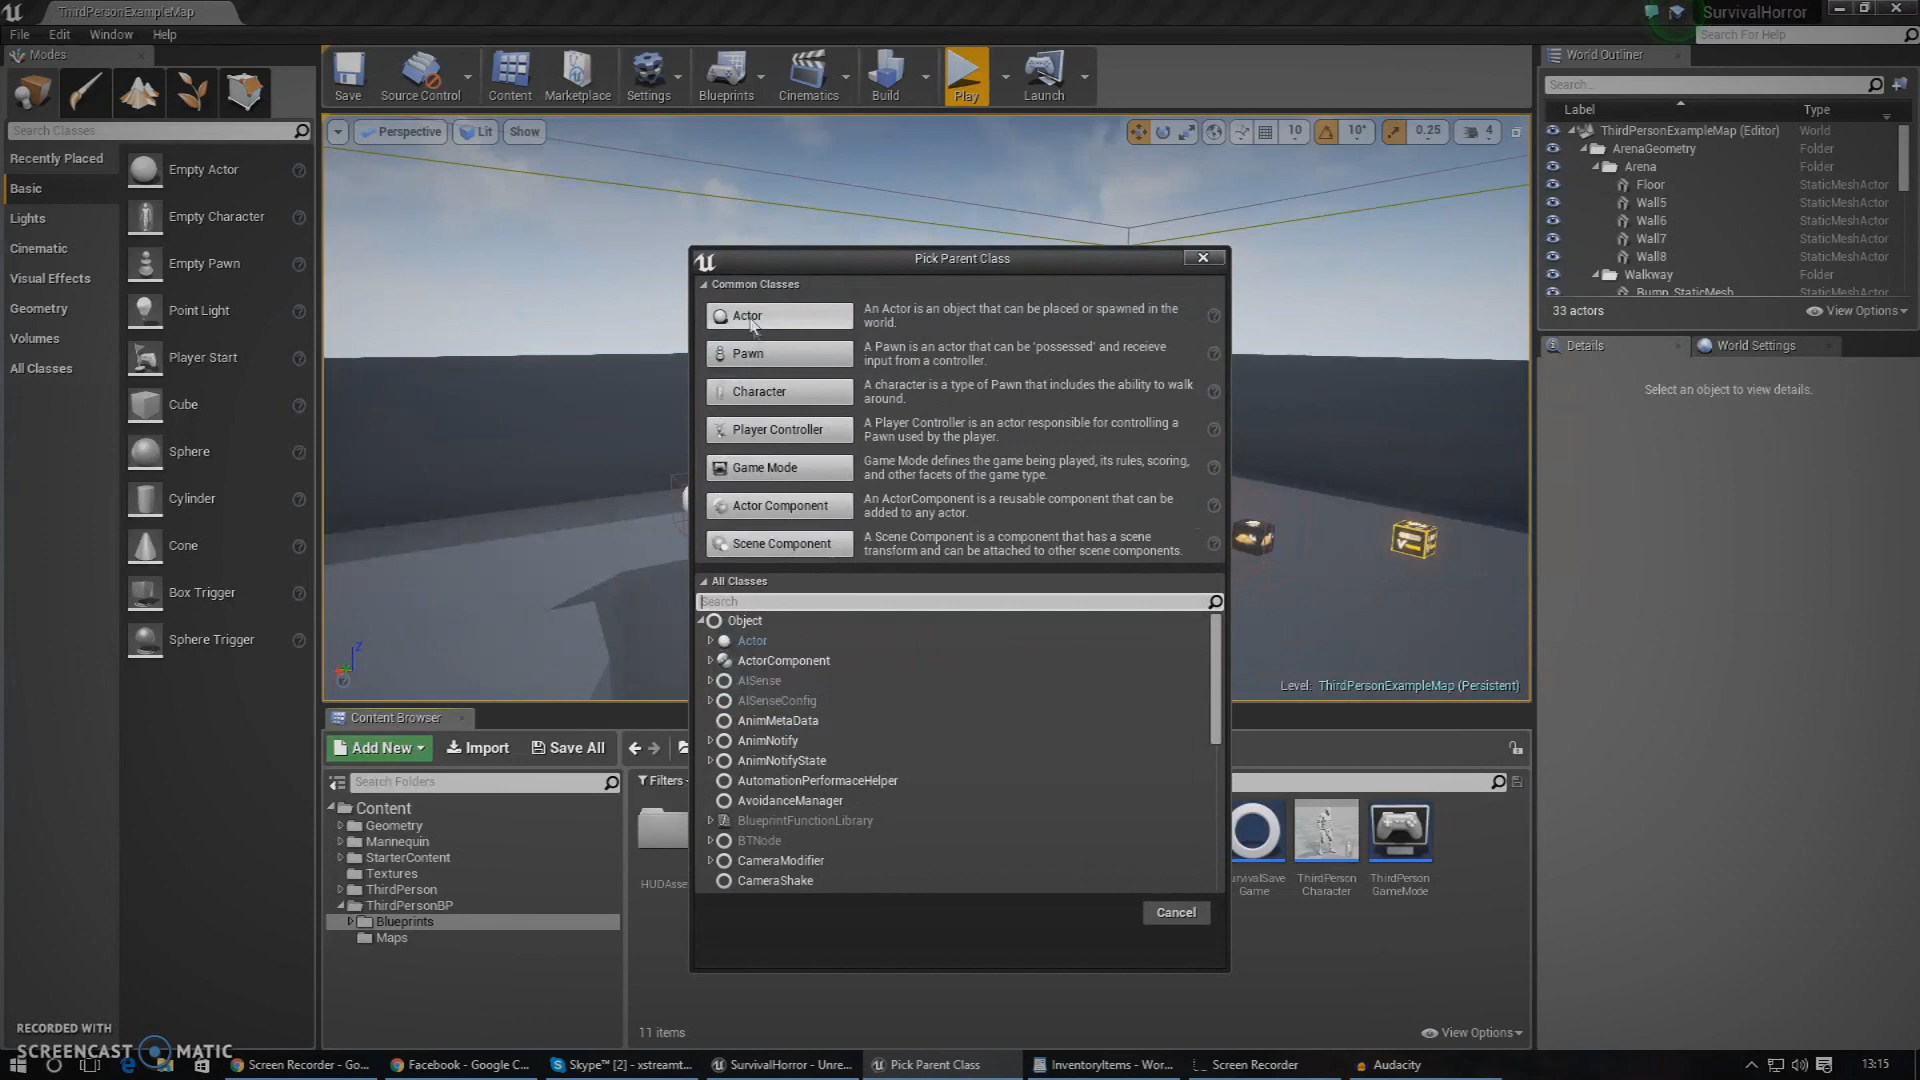 ThirdPersonExampleMap
SurvivalHorror
File Edit Window Help
Search For Help
Modes
Save
Source Control
Content
Marketplace
Settings
Blueprints
Cinematics
Build
Play
Launch
World Outliner
Search...
Label Type
Search Classes
Perspective Lit Show
10 10° 0.25 4
Recently Placed
Basic
Lights
Cinematic
Visual Effects
Geometry
Volumes
All Classes
Empty Actor
Empty Character
Empty Pawn
Point Light
Player Start
Cube
Sphere
Cylinder
Cone
Box Trigger
Sphere Trigger
ThirdPersonExampleMap (Editor) World
ArenaGeometry Folder
Arena Folder
Floor StaticMeshActor
Wall5 StaticMeshActor
Wall6 StaticMeshActor
Wall7 StaticMeshActor
Wall8 StaticMeshActor
Walkway Folder
Bump_StaticMesh StaticMeshActor
33 actors View Options
Details World Settings
Select an object to view details.
Pick Parent Class
Common Classes
Actor
An Actor is an object that can be placed or spawned in the
world.
Pawn
A Pawn is an actor that can be 'possessed' and receieve
input from a controller.
Character
A character is a type of Pawn that includes the ability to walk
around.
Player Controller
A Player Controller is an actor responsible for controlling a
Pawn used by the player.
Game Mode
Game Mode defines the game being played, its rules, scoring,
and other facets of the game type.
Actor Component
An ActorComponent is a reusable component that can be
added to any actor.
Scene Component
A Scene Component is a component that has a scene
transform and can be attached to other scene components.
All Classes
Search
Object
Actor
ActorComponent
AISense
AISenseConfig
AnimMetaData
AnimNotify
AnimNotifyState
AutomationPerformaceHelper
AvoidanceManager
BlueprintFunctionLibrary
BTNode
CameraModifier
CameraShake
Cancel
Z
Level: ThirdPersonExampleMap (Persistent)
Content Browser
Add New Import Save All
Search Folders
Filters
Content
Geometry
Mannequin
StarterContent
Textures
ThirdPerson
ThirdPersonBP
Blueprints
Maps
HUDAsse
urvivalSave
Game
ThirdPerson
Character
ThirdPerson
GameMode
11 items View Options
RECORDED WITH
SCREENCAST MATIC
Screen Recorder - Go...
Facebook - Google C...
Skype™ [2] - xstreamt...
SurvivalHorror - Unre...
Pick Parent Class
InventoryItems - Wor...
Screen Recorder
Audacity
13:15